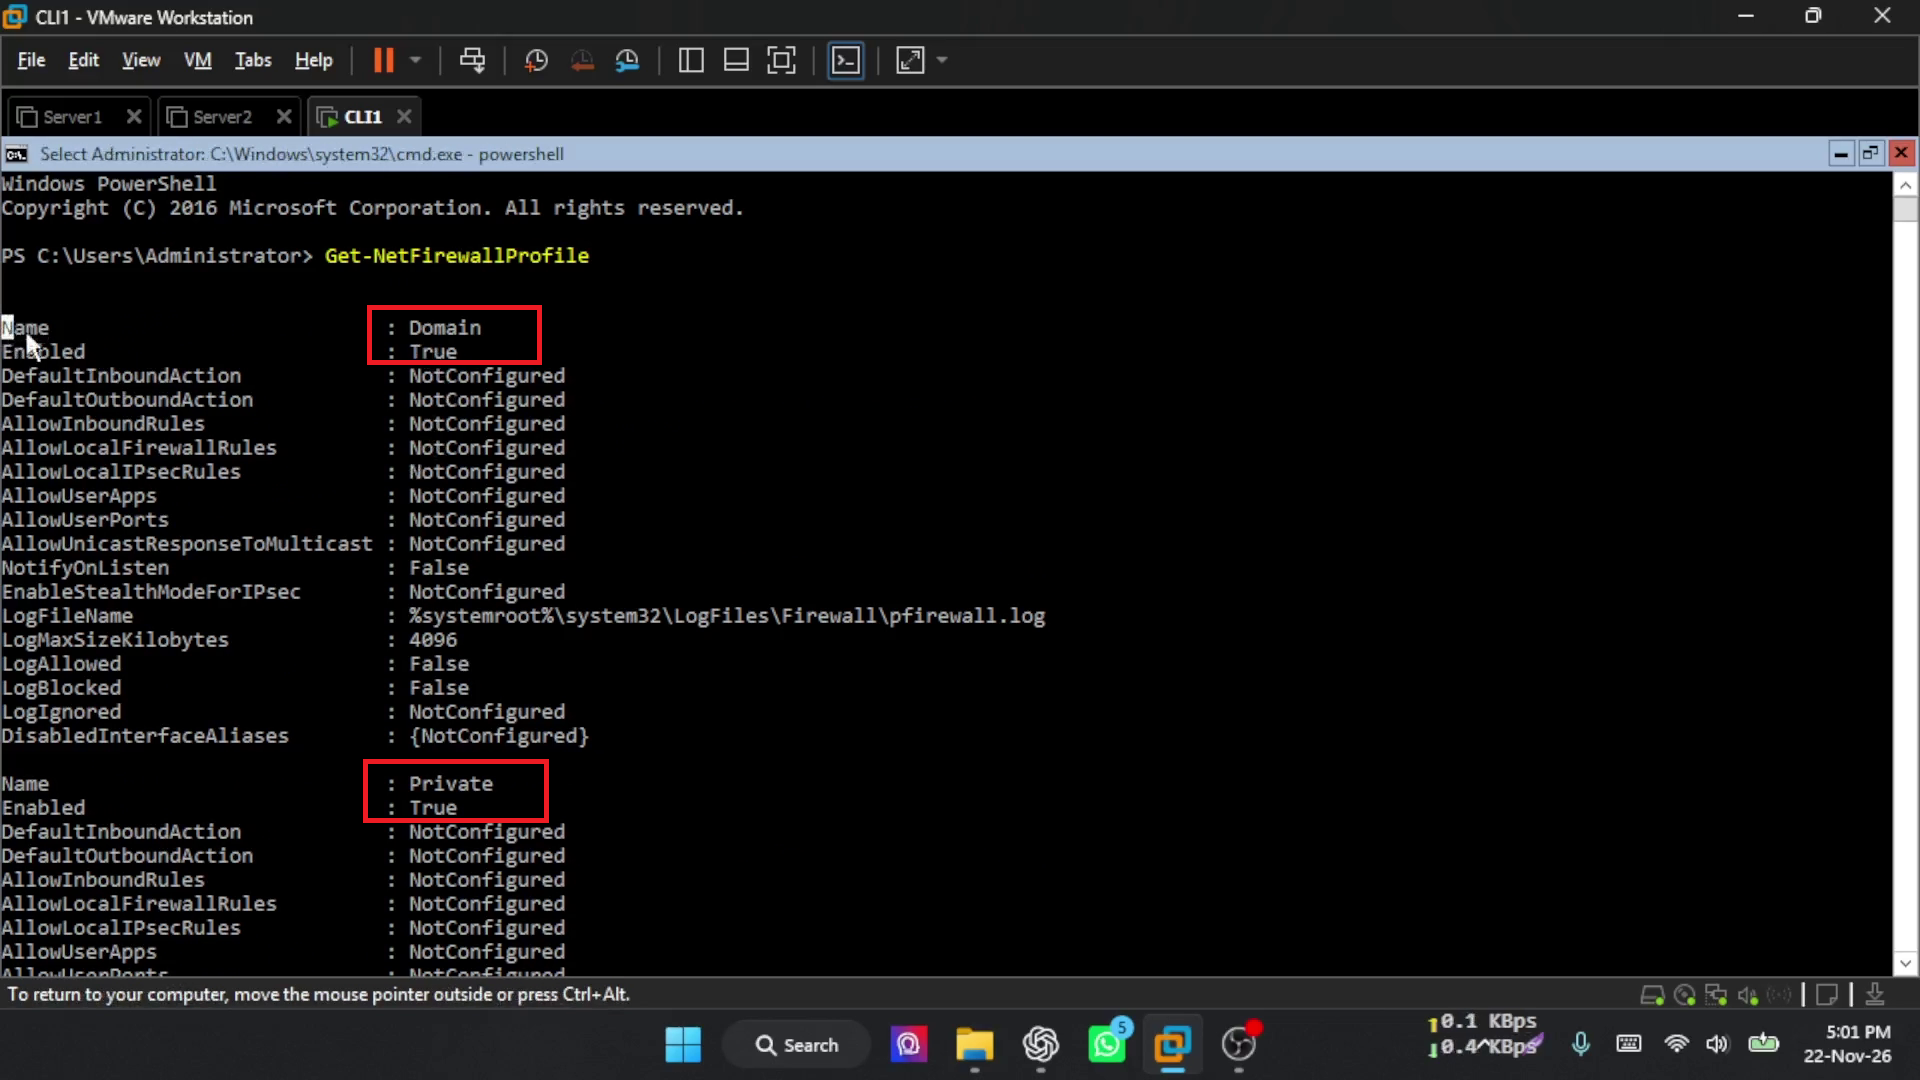 CLI1 - VMware Workstation
File Edit View VM Tabs Help
Server1 Server2 CLI1
Select Administrator: C:\Windows\system32\cmd.exe - powershell
Windows PowerShell
Copyright (C) 2016 Microsoft Corporation. All rights reserved.
PS C:\Users\Administrator> Get-NetFirewallProfile
Name : Domain
Enabled : True
DefaultInboundAction : NotConfigured
DefaultOutboundAction : NotConfigured
AllowInboundRules : NotConfigured
AllowLocalFirewallRules : NotConfigured
AllowLocalIPsecRules : NotConfigured
AllowUserApps : NotConfigured
AllowUserPorts : NotConfigured
AllowUnicastResponseToMulticast : NotConfigured
NotifyOnListen : False
EnableStealthModeForIPsec : NotConfigured
LogFileName : %systemroot%\system32\LogFiles\Firewall\pfirewall.log
LogMaxSizeKilobytes : 4096
LogAllowed : False
LogBlocked : False
LogIgnored : NotConfigured
DisabledInterfaceAliases : {NotConfigured}
Name : Private
Enabled : True
DefaultInboundAction : NotConfigured
DefaultOutboundAction : NotConfigured
AllowInboundRules : NotConfigured
AllowLocalFirewallRules : NotConfigured
AllowLocalIPsecRules : NotConfigured
AllowUserApps : NotConfigured
AllowUserPorts : NotConfigured
To return to your computer, move the mouse pointer outside or press Ctrl+Alt.
Search
5
0.1 KBps
0.4 KBps
5:01 PM
22-Nov-26